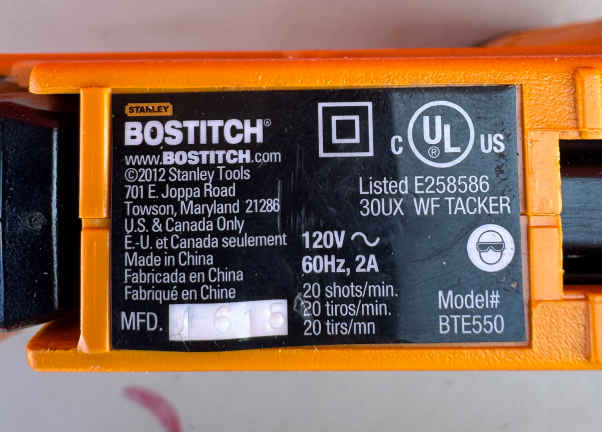 STANLEY
BOSTITCH®
www.BOSTITCH.com
©2012 Stanley Tools
701 E. Joppa Road
Towson, Maryland 21286
U.S. & Canada Only
É.-U. et Canada seulement
Made in China
Fabricada en China
Fabriqué en Chine
MFD.
C UL® US
Listed E258586
30UX WF TACKER
120V ~
60Hz, 2A
20 shots/min.
20 tiros/min.
20 tirs/mn
Model#
BTE550